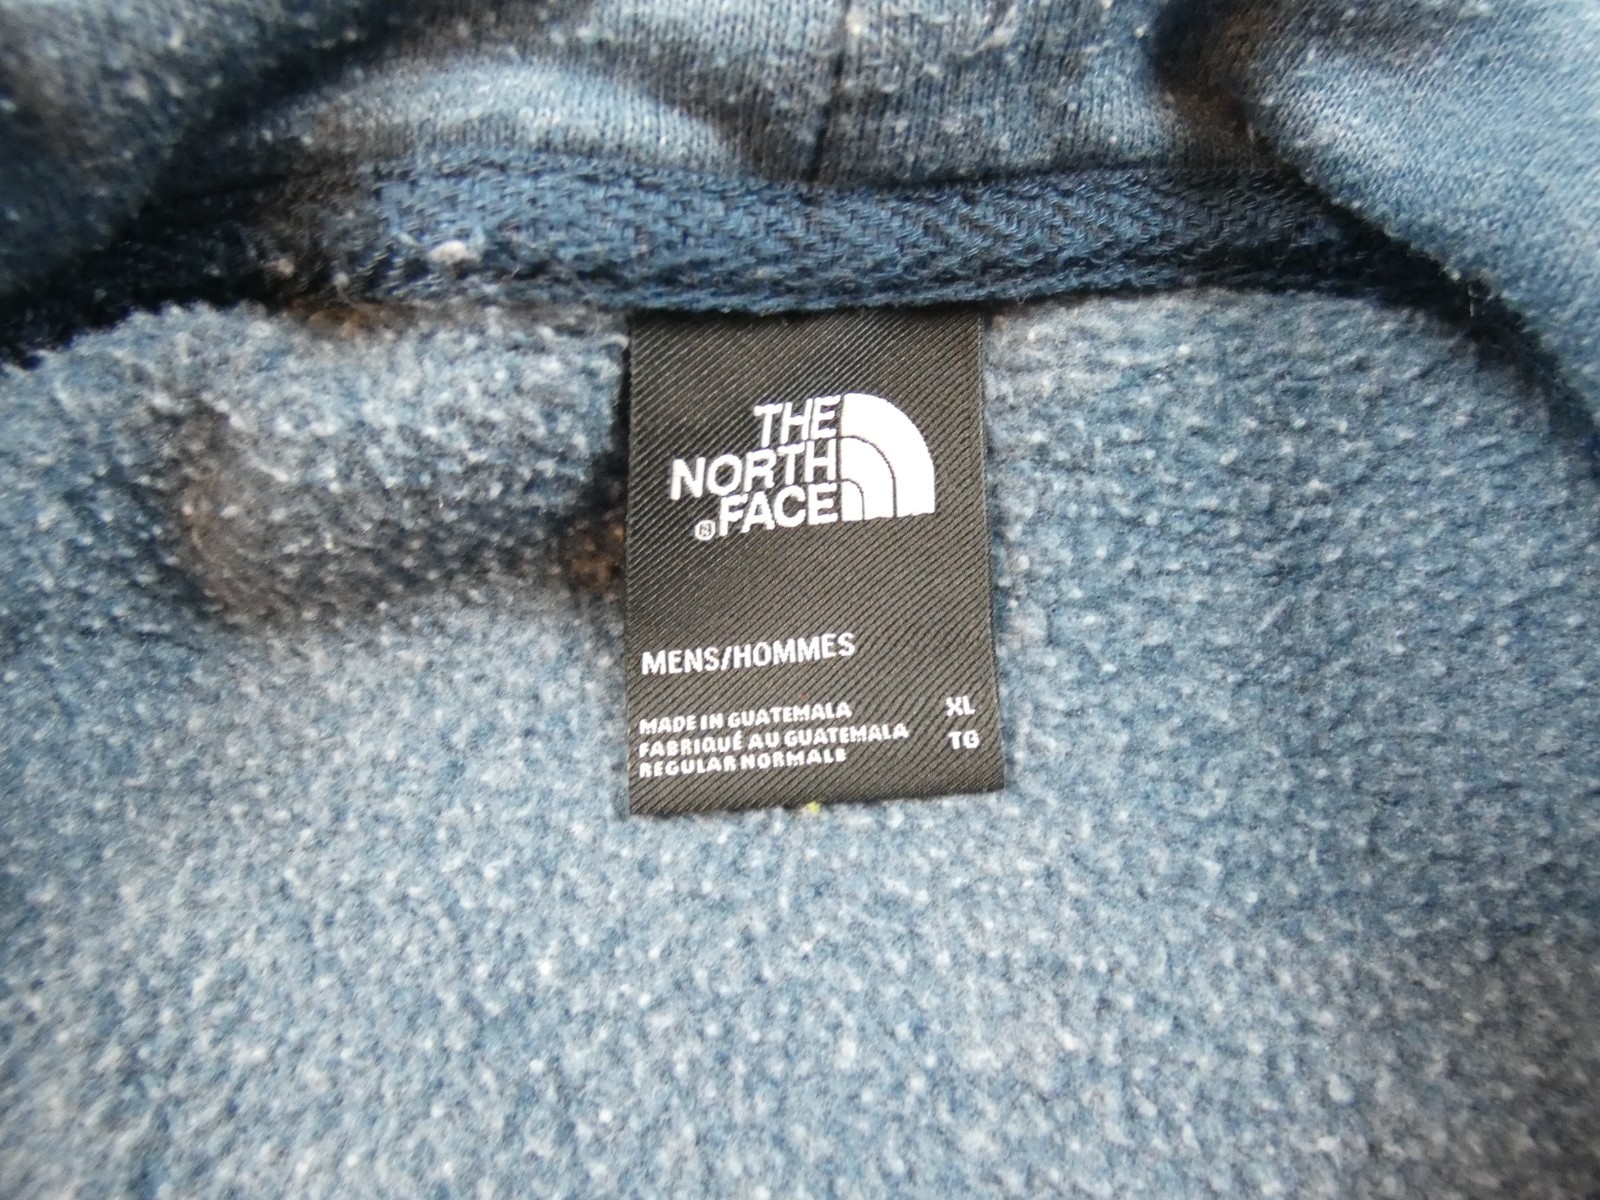 THE
NORTH
®FACE
MENS/HOMMES
MADE IN GUATEMALA XL
FABRIQUÉ AU GUATEMALA TG
REGULAR NORMALE